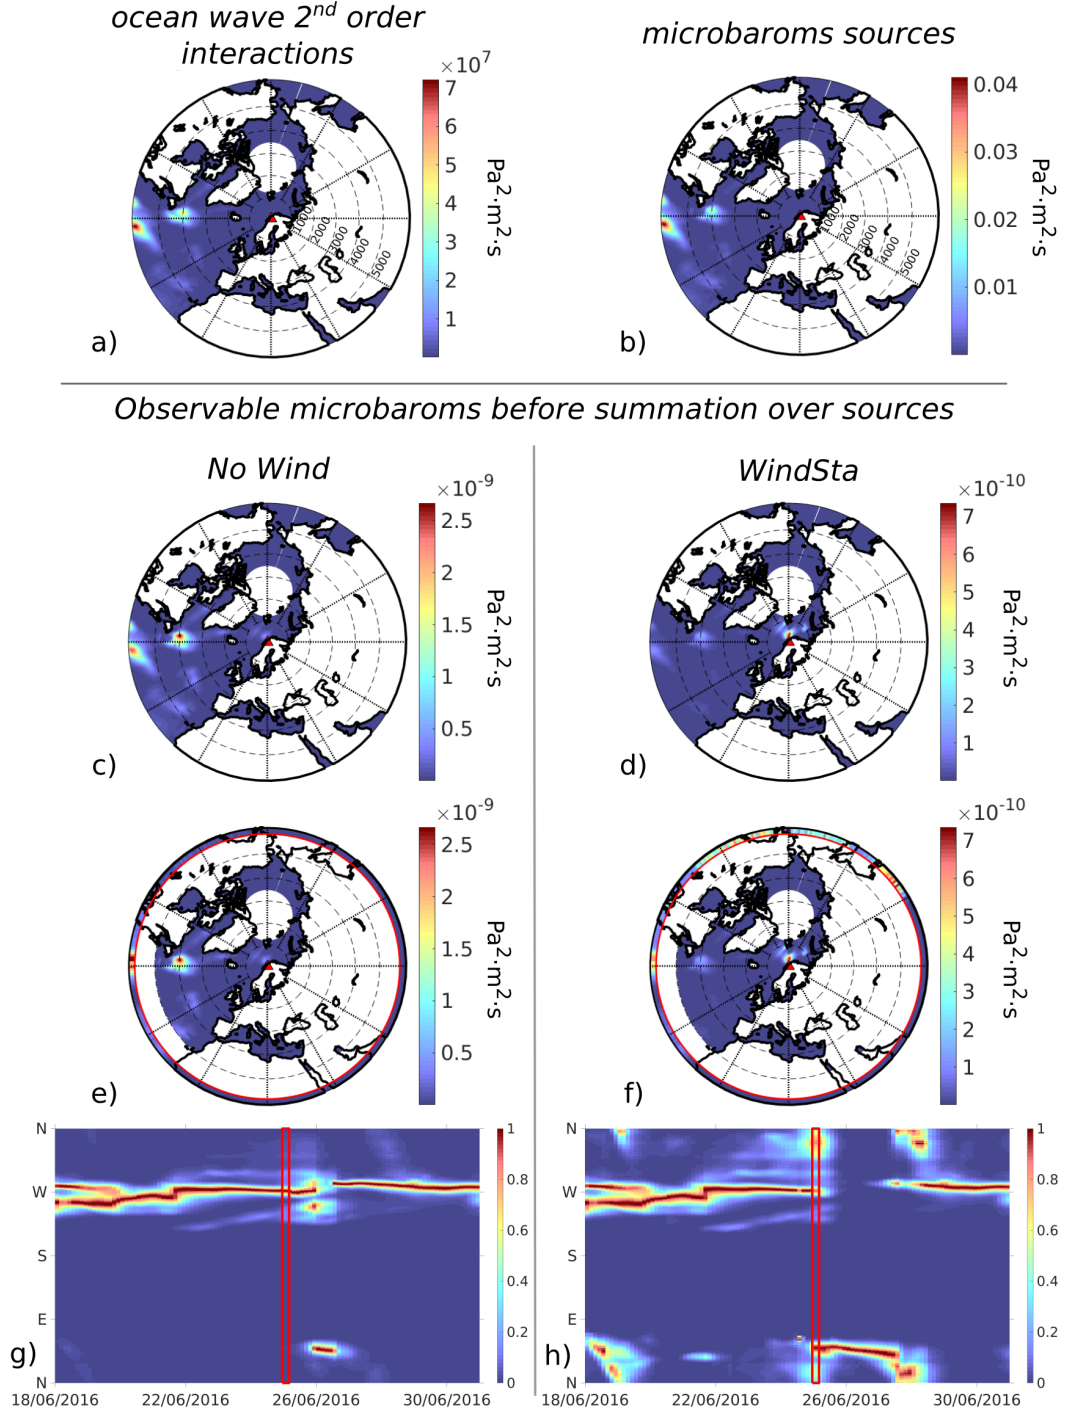 ocean wave 2nd order
interactions
microbaroms sources
×10^7
7
6
5
4
3
2
1
Pa2·m2·s
1000
2000
3000
4000
5000
a)
0.04
0.03
0.02
0.01
Pa2·m2·s
1000
2000
3000
4000
5000
b)
Observable microbaroms before summation over sources
No Wind
WindSta
×10^-9
2.5
2
1.5
1
0.5
Pa2·m2·s
c)
×10^-10
7
6
5
4
3
2
1
Pa2·m2·s
d)
×10^-9
2.5
2
1.5
1
0.5
Pa2·m2·s
e)
×10^-10
7
6
5
4
3
2
1
Pa2·m2·s
f)
N
W
S
E
N
g)
18/06/2016 22/06/2016 26/06/2016 30/06/2016
1
0.8
0.6
0.4
0.2
0
N
W
S
E
N
h)
18/06/2016 22/06/2016 26/06/2016 30/06/2016
1
0.8
0.6
0.4
0.2
0